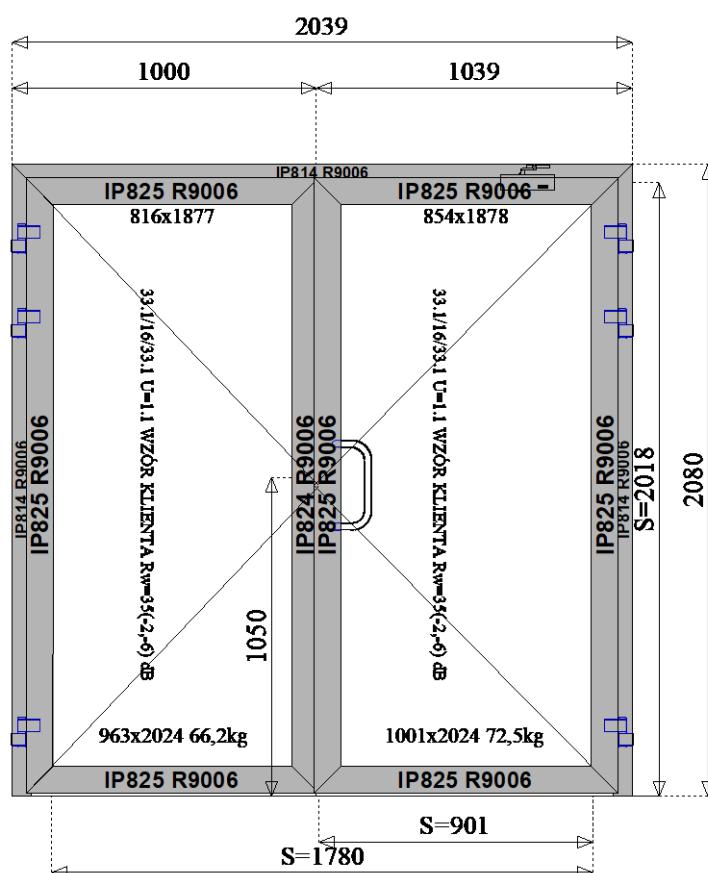 2039
1000
1039
IP814 R9006
IP825 R9006
IP825 R9006
816x1877
854x1878
33.1/16/33.1 U=1.1 WZÓR KLIENTA Rw=35(-2,-6) dB
33.1/16/33.1 U=1.1 WZÓR KLIENTA Rw=35(-2,-6) dB
IP814 R9006
IP825 R9006
IP824 R9006
IP825 R9006
IP825 R9006
IP814 R9006
S=2018
2080
1050
963x2024 66,2kg
1001x2024 72,5kg
IP825 R9006
IP825 R9006
S=901
S=1780